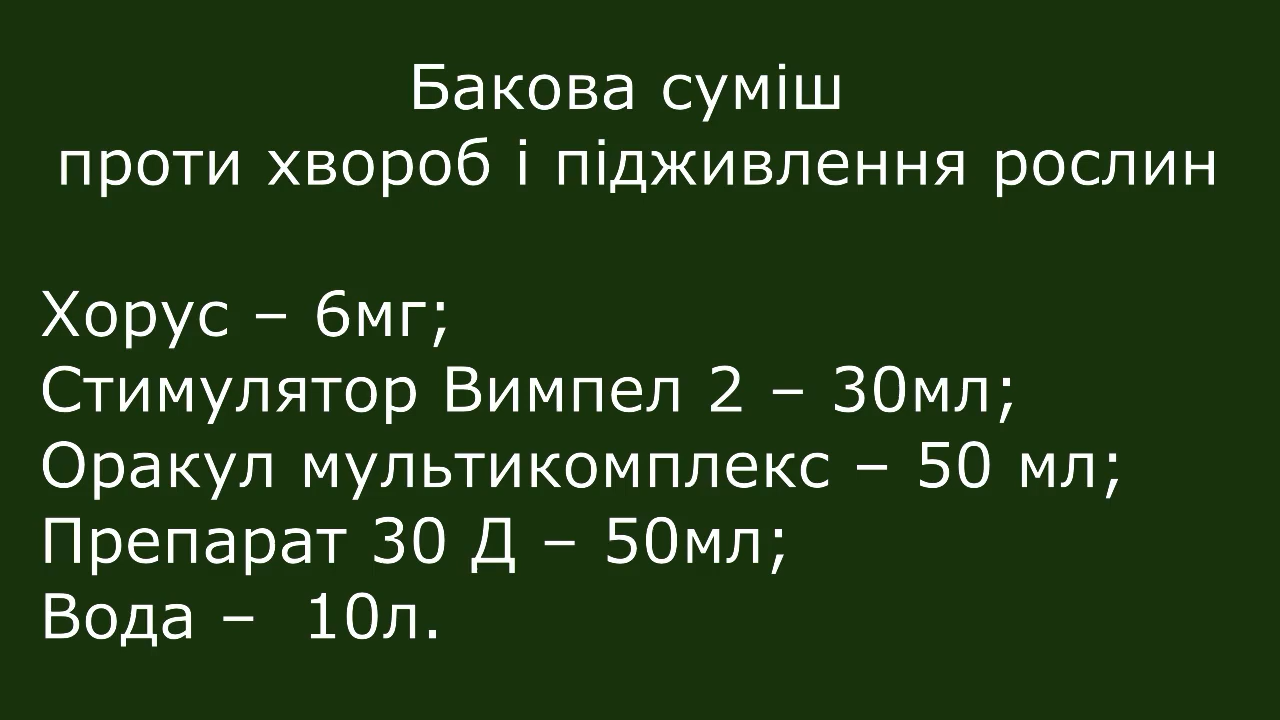 Бакова суміш
проти хвороб і підживлення рослин
Хорус – 6мг;
Стимулятор Вимпел 2 – 30мл;
Оракул мультикомплекс – 50 мл;
Препарат 30 Д – 50мл;
Вода – 10л.